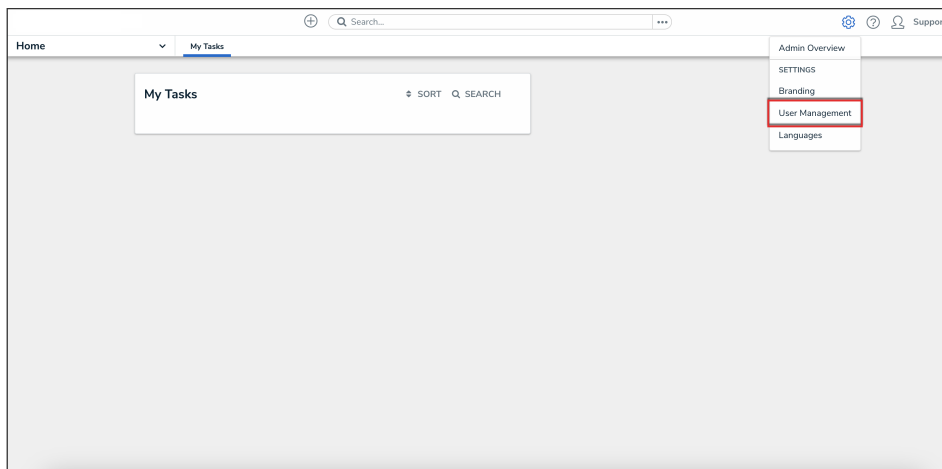 Search...
Suppor
Home
My Tasks
Admin Overview
SETTINGS
Branding
User Management
Languages
My Tasks
SORT
SEARCH